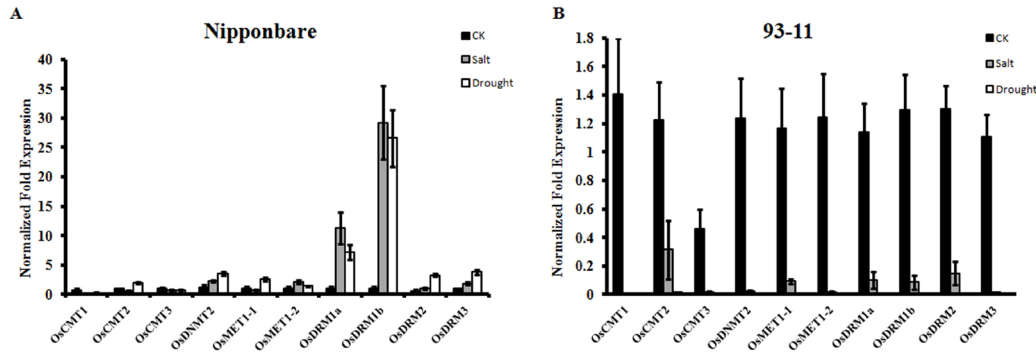 A
Nipponbare
CK
Salt
Drought
Normalized Fold Expression
40
35
30
25
20
15
10
5
0
OsCMT1
OsCMT2
OsCMT3
OsDNMT2
OsMET1-1
OsMET1-2
OsDRM1a
OsDRM1b
OsDRM2
OsDRM3
B
93-11
CK
Salt
Drought
Normalized Fold Expression
1.8
1.6
1.4
1.2
1
0.8
0.6
0.4
0.2
0
OsCMT1
OsCMT2
OsCMT3
OsDNMT2
OsMET1-1
OsMET1-2
OsDRM1a
OsDRM1b
OsDRM2
OsDRM3